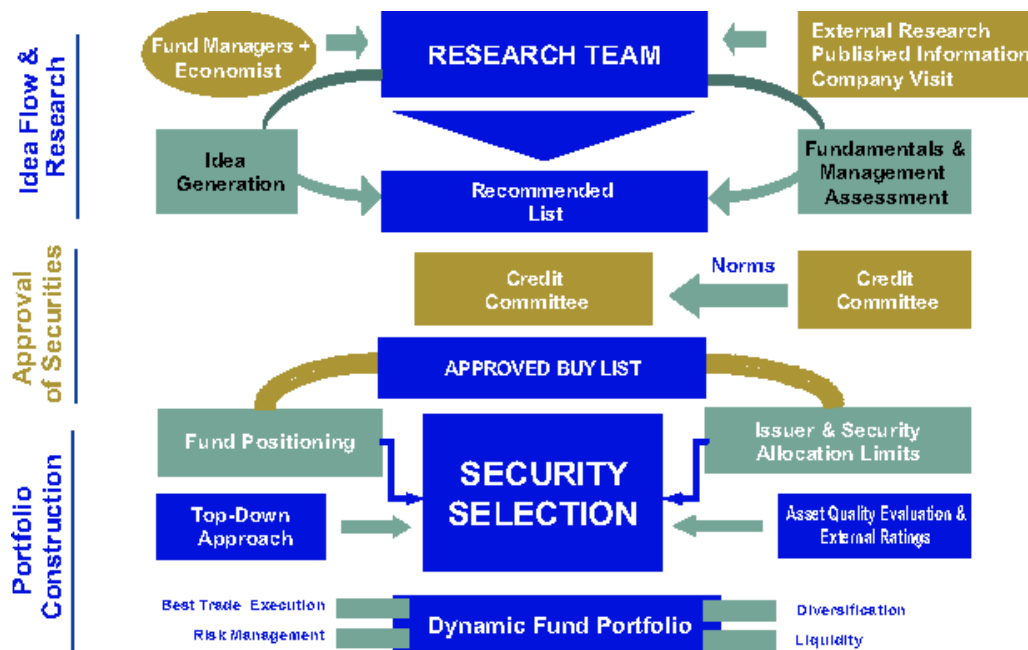 Idea Flow &
Research
Fund Managers +
Economist
RESEARCH TEAM
External Research
Published Information
Company Visit
Idea
Generation
Recommended
List
Fundamentals &
Management
Assessment
Approval
of Securities
Credit
Committee
Norms
Credit
Committee
APPROVED BUY LIST
Portfolio
Construction
Fund Positioning
SECURITY
SELECTION
Issuer & Security
Allocation Limits
Top-Down
Approach
Asset Quality Evaluation &
External Ratings
Best Trade Execution
Risk Management
Dynamic Fund Portfolio
Diversification
Liquidity